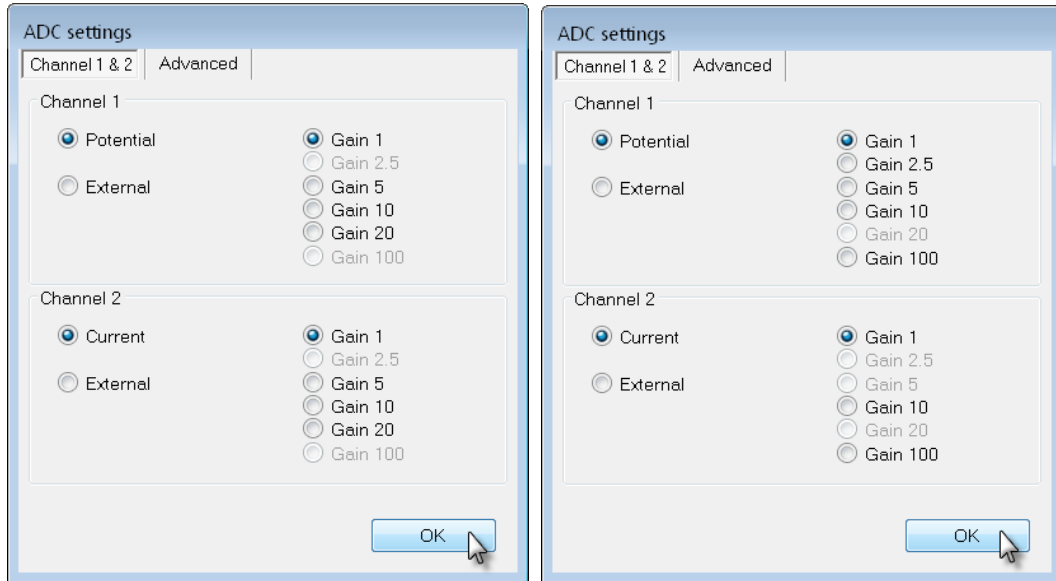 ADC settings
Channel 1 & 2 Advanced
Channel 1
Potential Gain 1
Gain 2.5
External Gain 5
Gain 10
Gain 20
Gain 100
Channel 2
Current Gain 1
Gain 2.5
External Gain 5
Gain 10
Gain 20
Gain 100
OK
ADC settings
Channel 1 & 2 Advanced
Channel 1
Potential Gain 1
Gain 2.5
External Gain 5
Gain 10
Gain 20
Gain 100
Channel 2
Current Gain 1
Gain 2.5
External Gain 5
Gain 10
Gain 20
Gain 100
OK